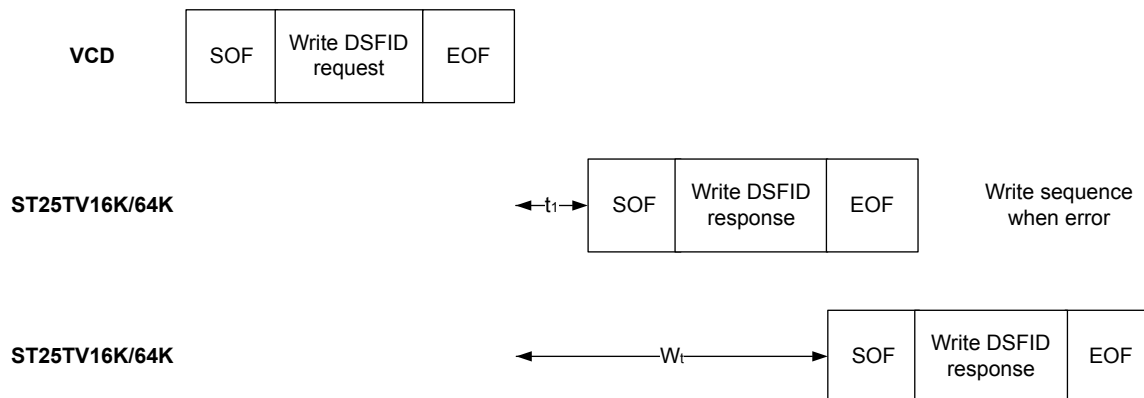 VCD
SOF
Write DSFID
request
EOF
ST25TV16K/64K
t1
SOF
Write DSFID
response
EOF
Write sequence
when error
ST25TV16K/64K
Wt
SOF
Write DSFID
response
EOF